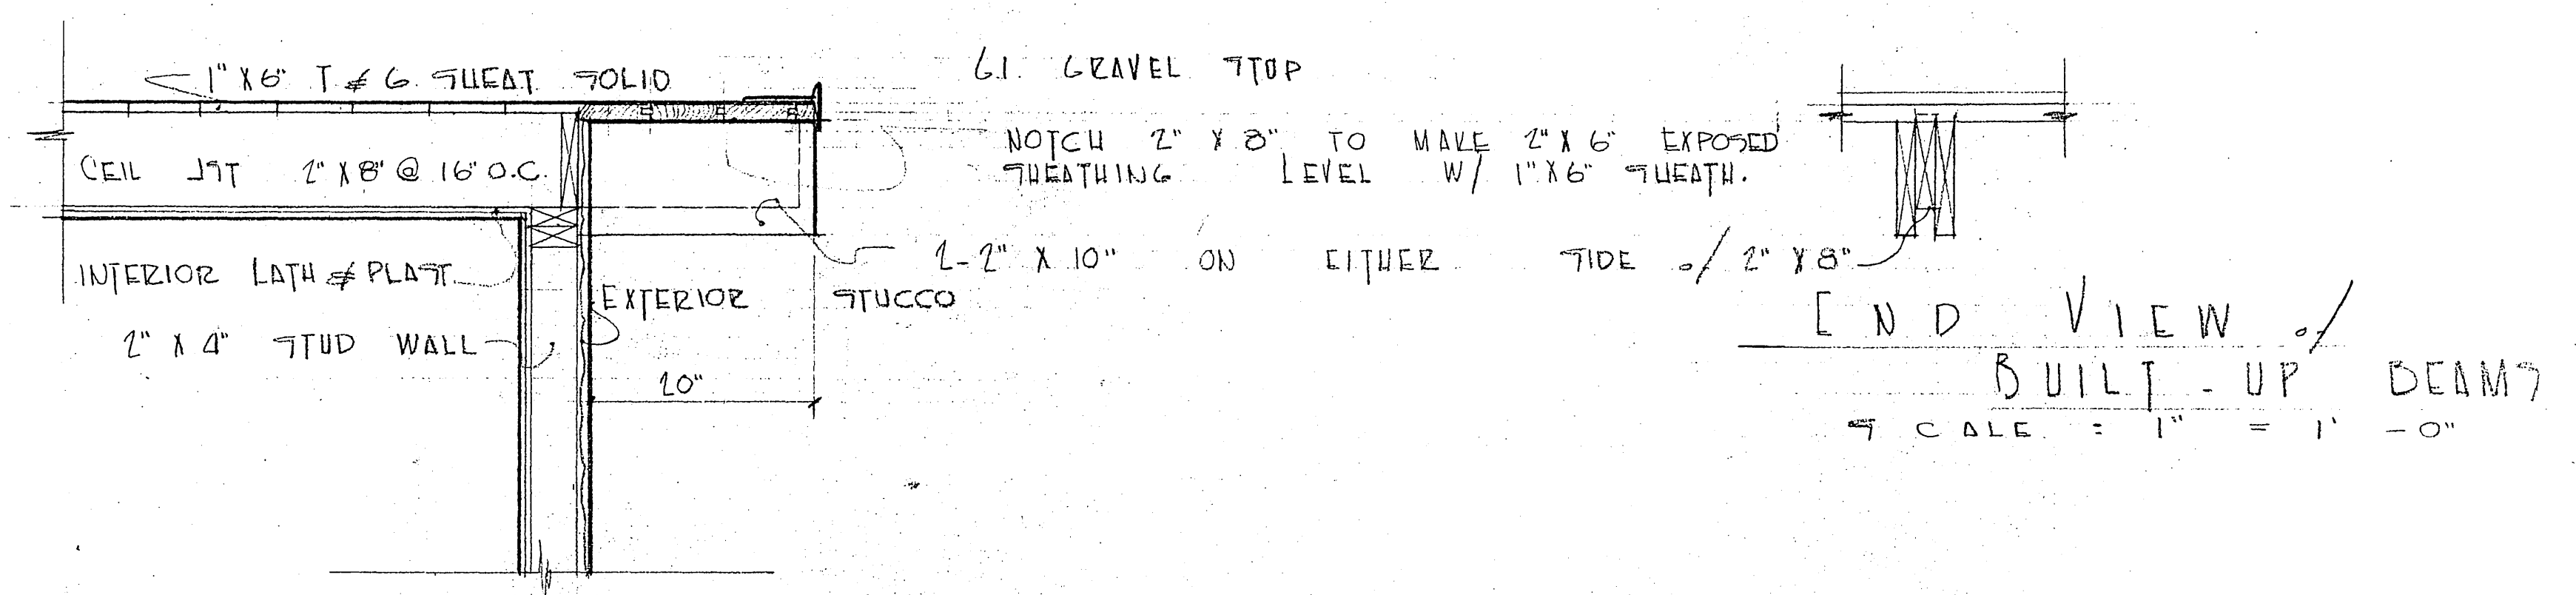 1" X 6" T & G SHEAT. SOLID
G.I. GRAVEL STOP
NOTCH 2" X 8" TO MAKE 2" X 6" EXPOSED
SHEATHING LEVEL W/ 1" X 6" SHEATH.
CEIL JST 2" X 8" @ 16" O.C.
2-2" X 10" ON EITHER SIDE of 2" X 8"
INTERIOR LATH & PLAST.
EXTERIOR STUCCO
2" X 4" STUD WALL
20"
END VIEW of
BUILT-UP BEAMS
SCALE : 1" = 1'-0"